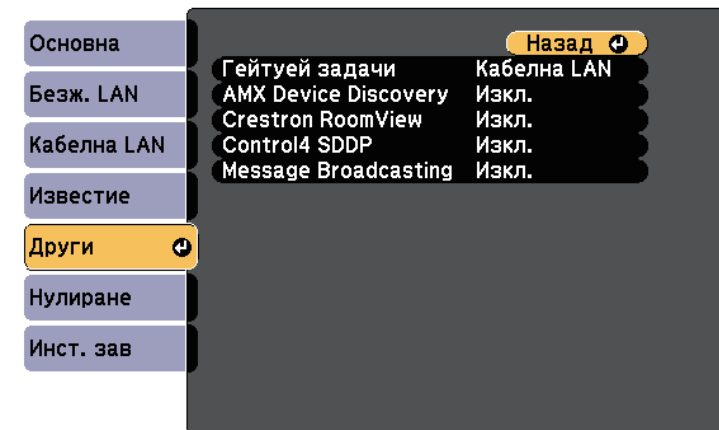 Основна
Безж. LAN
Кабелна LAN
Известие
Други
Нулиране
Инст. зав
Назад
Гейтуей задачи Кабелна LAN
AMX Device Discovery Изкл.
Crestron RoomView Изкл.
Control4 SDDP Изкл.
Message Broadcasting Изкл.